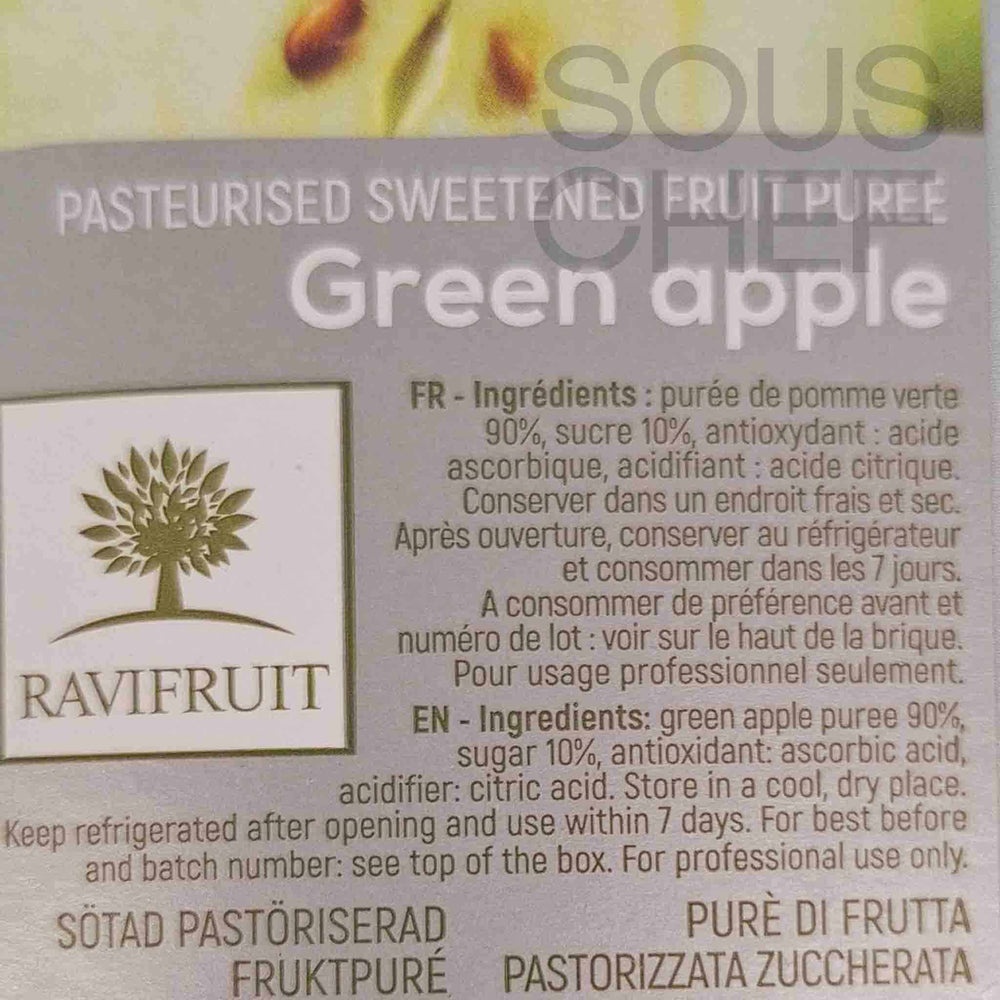 SOUS
CHEF
PASTEURISED SWEETENED FRUIT PUREE
Green apple
FR - Ingrédients : purée de pomme verte
90%, sucre 10%, antioxydant : acide
ascorbique, acidifiant : acide citrique.
Conserver dans un endroit frais et sec.
Après ouverture, conserver au réfrigérateur
et consommer dans les 7 jours.
A consommer de préférence avant et
numéro de lot : voir sur le haut de la brique.
Pour usage professionnel seulement.
RAVIFRUIT
EN - Ingredients: green apple puree 90%,
sugar 10%, antioxidant: ascorbic acid,
acidifier: citric acid. Store in a cool, dry place.
Keep refrigerated after opening and use within 7 days. For best before
and batch number: see top of the box. For professional use only.
SÖTAD PASTÖRISERAD
FRUKTPURÉ
PURÈ DI FRUTTA
PASTORIZZATA ZUCCHERATA